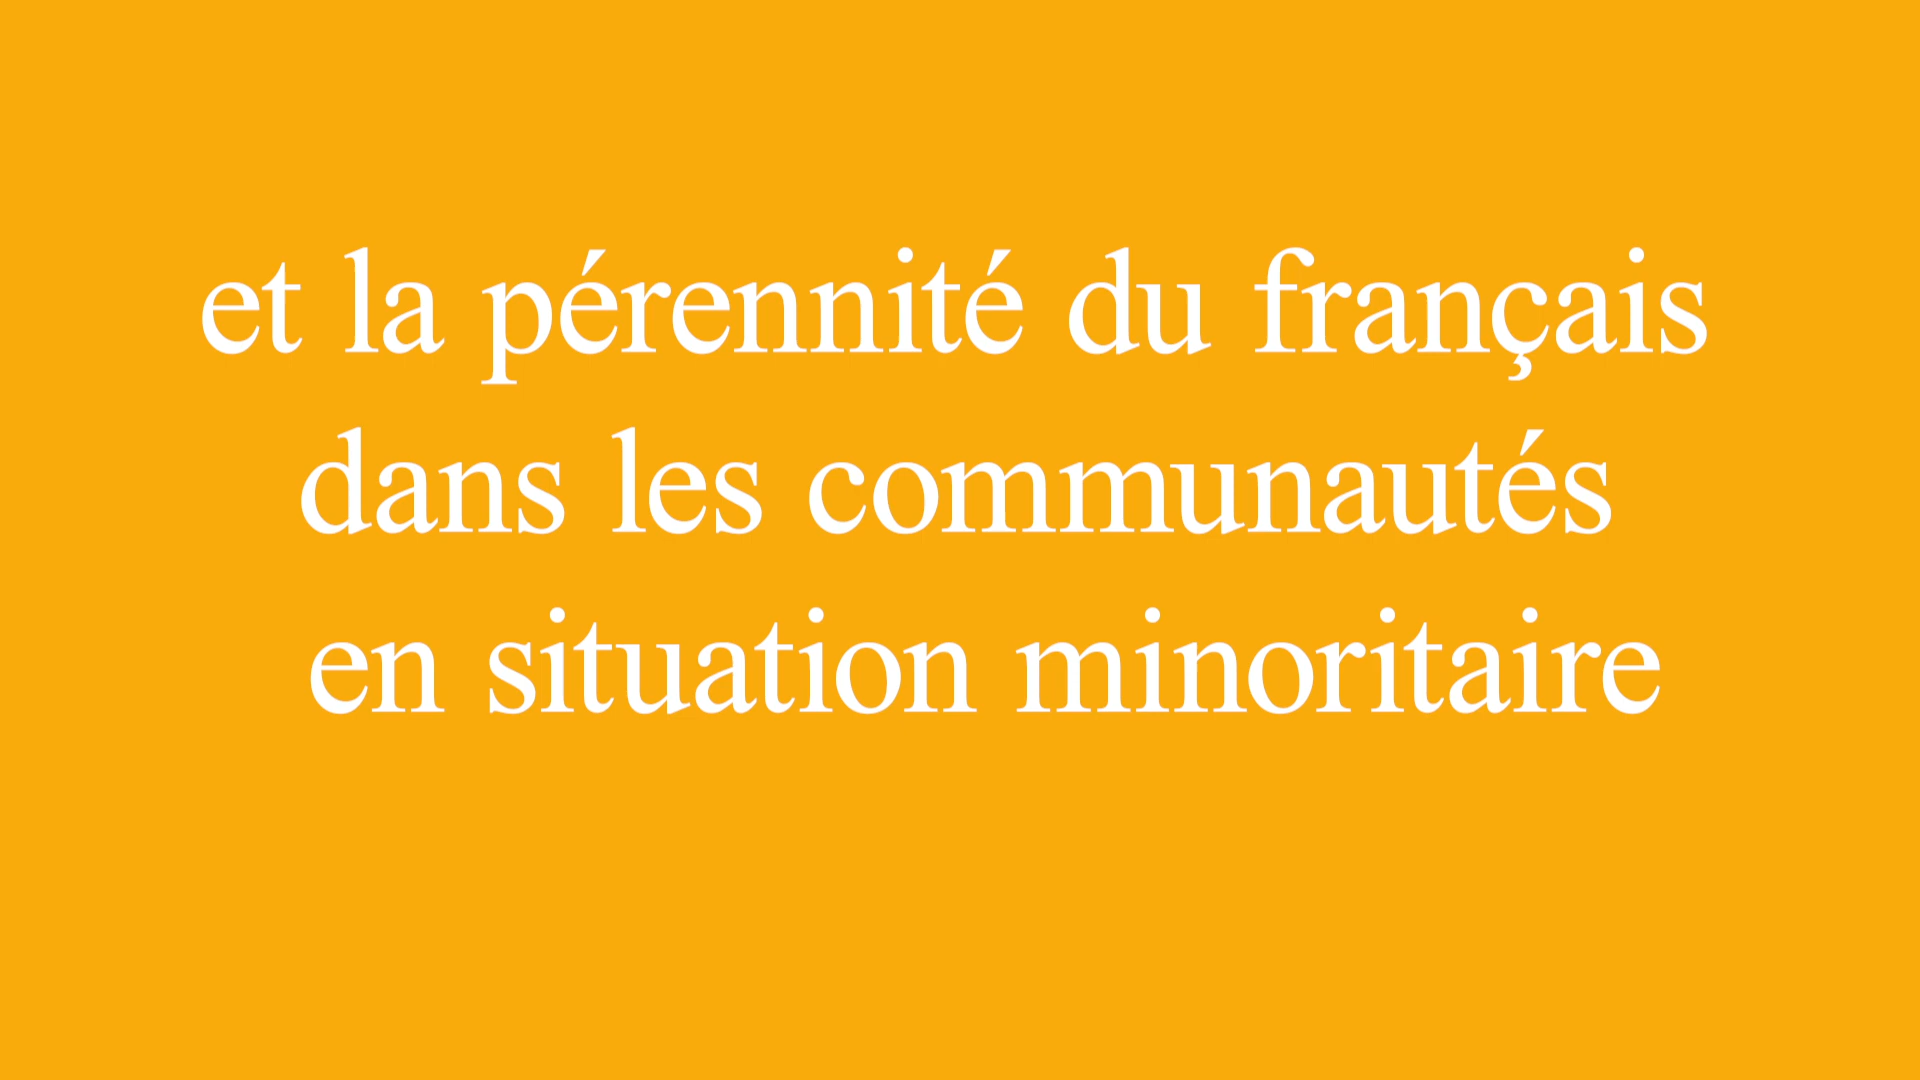 et la pérennité du français
dans les communautés
en situation minoritaire